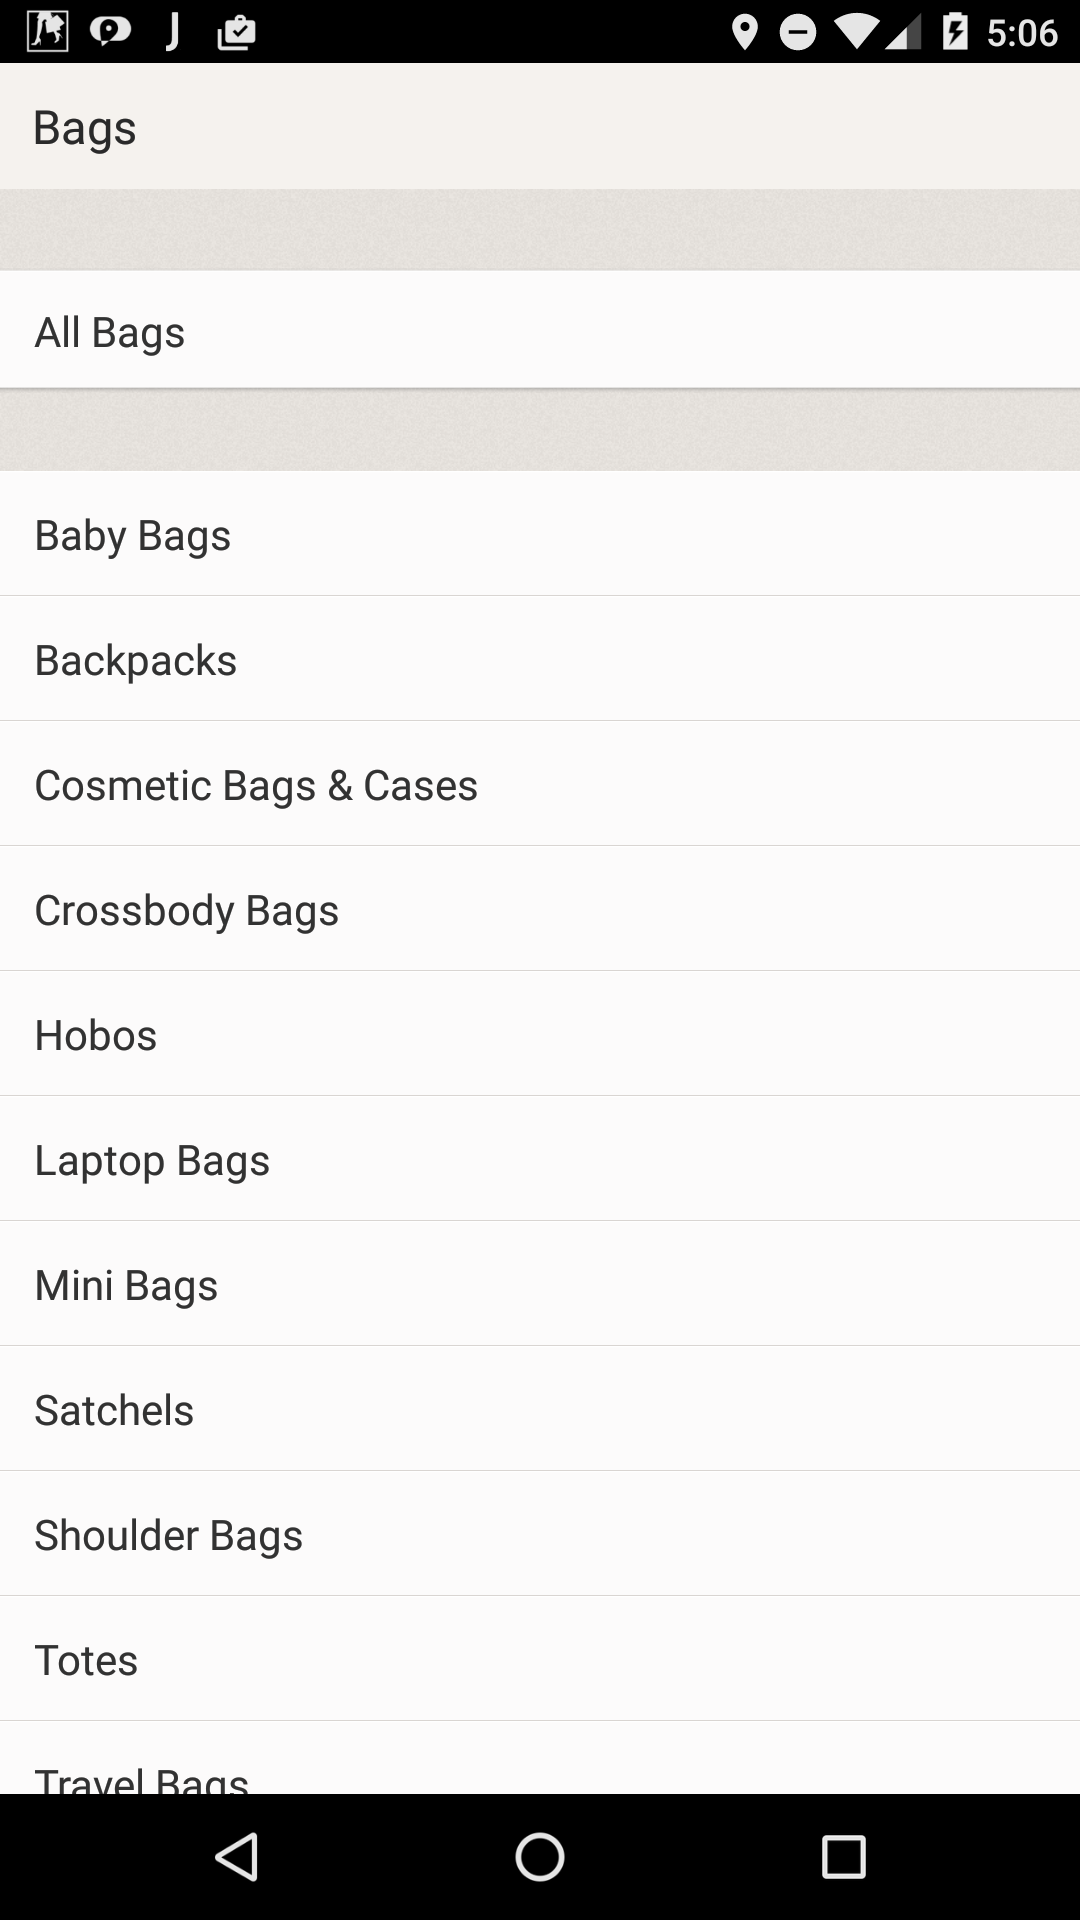 5:06
Bags
All Bags
Baby Bags
Backpacks
Cosmetic Bags & Cases
Crossbody Bags
Hobos
Laptop Bags
Mini Bags
Satchels
Shoulder Bags
Totes
Travel Bags